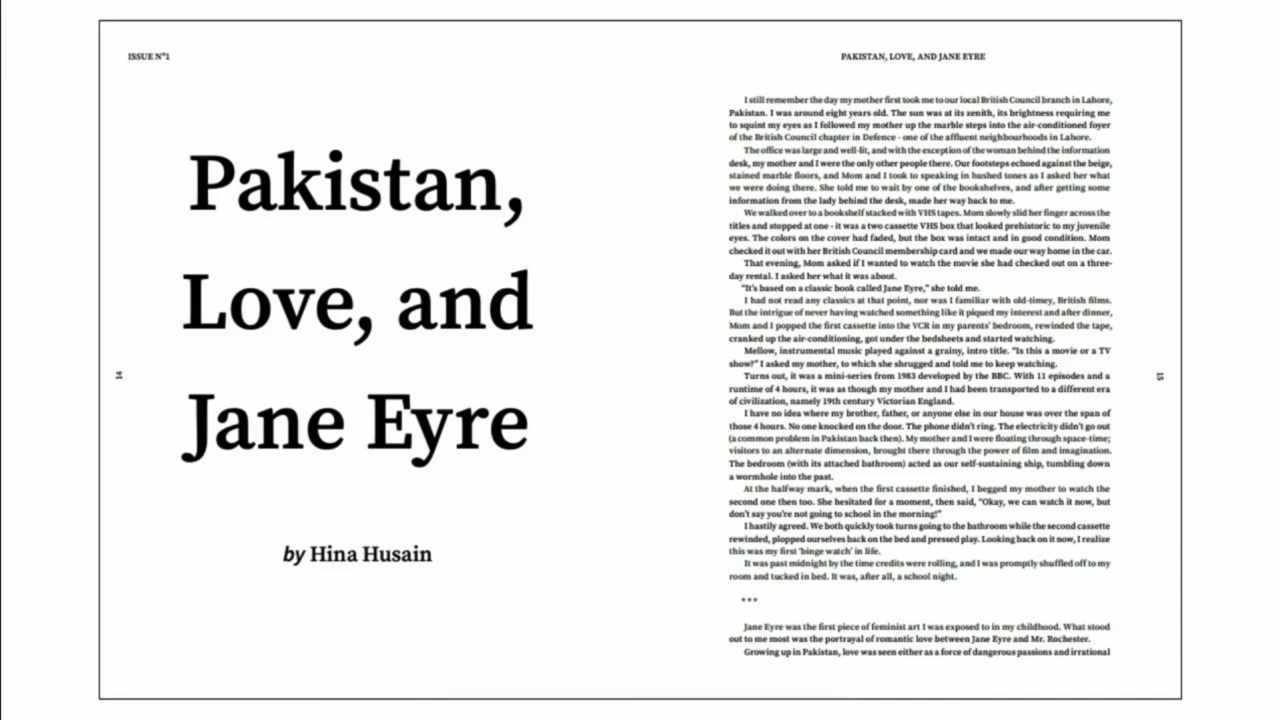 ISSUE Nº1
Pakistan,
Love, and
Jane Eyre
by Hina Husain
14
PAKISTAN, LOVE, AND JANE EYRE
I still remember the day my mother first took me to our local British Council branch in Lahore,
Pakistan. I was around eight years old. The sun was at its zenith, its brightness requiring me
to squint my eyes as I followed my mother up the marble steps into the air-conditioned foyer
of the British Council chapter in Defence - one of the affluent neighbourhoods in Lahore.
The office was large and well-lit, and with the exception of the woman behind the information
desk, my mother and I were the only other people there. Our footsteps echoed against the beige,
stained marble floors, and Mom and I took to speaking in hushed tones as I asked her what
we were doing there. She told me to wait by one of the bookshelves, and after getting some
information from the lady behind the desk, made her way back to me.
We walked over to a bookshelf stacked with VHS tapes. Mom slowly slid her finger across the
titles and stopped at one - it was a two cassette VHS box that looked prehistoric to my juvenile
eyes. The colors on the cover had faded, but the box was intact and in good condition. Mom
checked it out with her British Council membership card and we made our way home in the car.
That evening, Mom asked if I wanted to watch the movie she had checked out on a three-
day rental. I asked her what it was about.
"It's based on a classic book called Jane Eyre," she told me.
I had not read any classics at that point, nor was I familiar with old-timey, British films.
But the intrigue of never having watched something like it piqued my interest and after dinner,
Mom and I popped the first cassette into the VCR in my parents' bedroom, rewinded the tape,
cranked up the air-conditioning, got under the bedsheets and started watching.
Mellow, instrumental music played against a grainy, intro title. "Is this a movie or a TV
show?" I asked my mother, to which she shrugged and told me to keep watching.
Turns out, it was a mini-series from 1983 developed by the BBC. With 11 episodes and a
runtime of 4 hours, it was as though my mother and I had been transported to a different era
of civilization, namely 19th century Victorian England.
I have no idea where my brother, father, or anyone else in our house was over the span of
those 4 hours. No one knocked on the door. The phone didn't ring. The electricity didn't go out
(a common problem in Pakistan back then). My mother and I were floating through space-time;
visitors to an alternate dimension, brought there through the power of film and imagination.
The bedroom (with its attached bathroom) acted as our self-sustaining ship, tumbling down
a wormhole into the past.
At the halfway mark, when the first cassette finished, I begged my mother to watch the
second one then too. She hesitated for a moment, then said, "Okay, we can watch it now, but
don't say you're not going to school in the morning!"
I hastily agreed. We both quickly took turns going to the bathroom while the second cassette
rewinded, plopped ourselves back on the bed and pressed play. Looking back on it now, I realize
this was my first 'binge watch' in life.
It was past midnight by the time credits were rolling, and I was promptly shuffled off to my
room and tucked in bed. It was, after all, a school night.
***
Jane Eyre was the first piece of feminist art I was exposed to in my childhood. What stood
out to me most was the portrayal of romantic love between Jane Eyre and Mr. Rochester.
Growing up in Pakistan, love was seen either as a force of dangerous passions and irrational
15